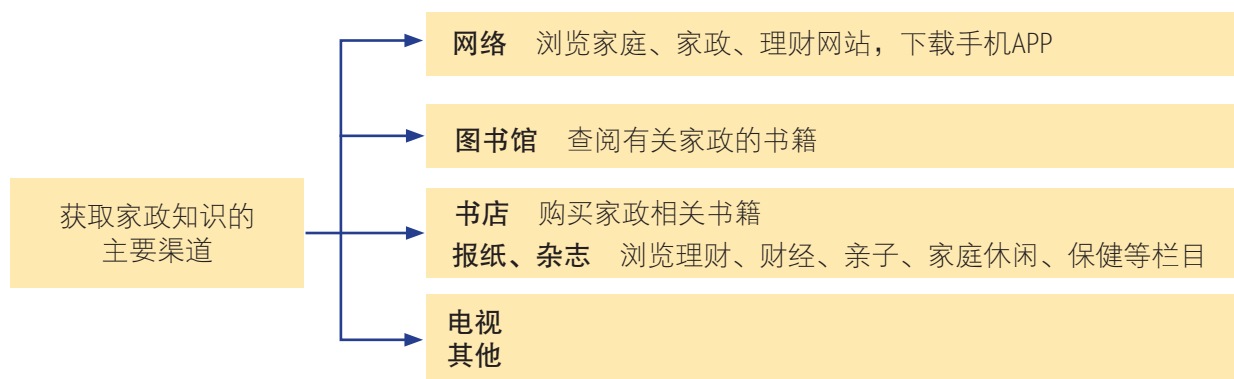 获取家政知识的
主要渠道
网络 浏览家庭、家政、理财网站，下载手机APP
图书馆 查阅有关家政的书籍
书店 购买家政相关书籍
报纸、杂志 浏览理财、财经、亲子、家庭休闲、保健等栏目
电视
其他